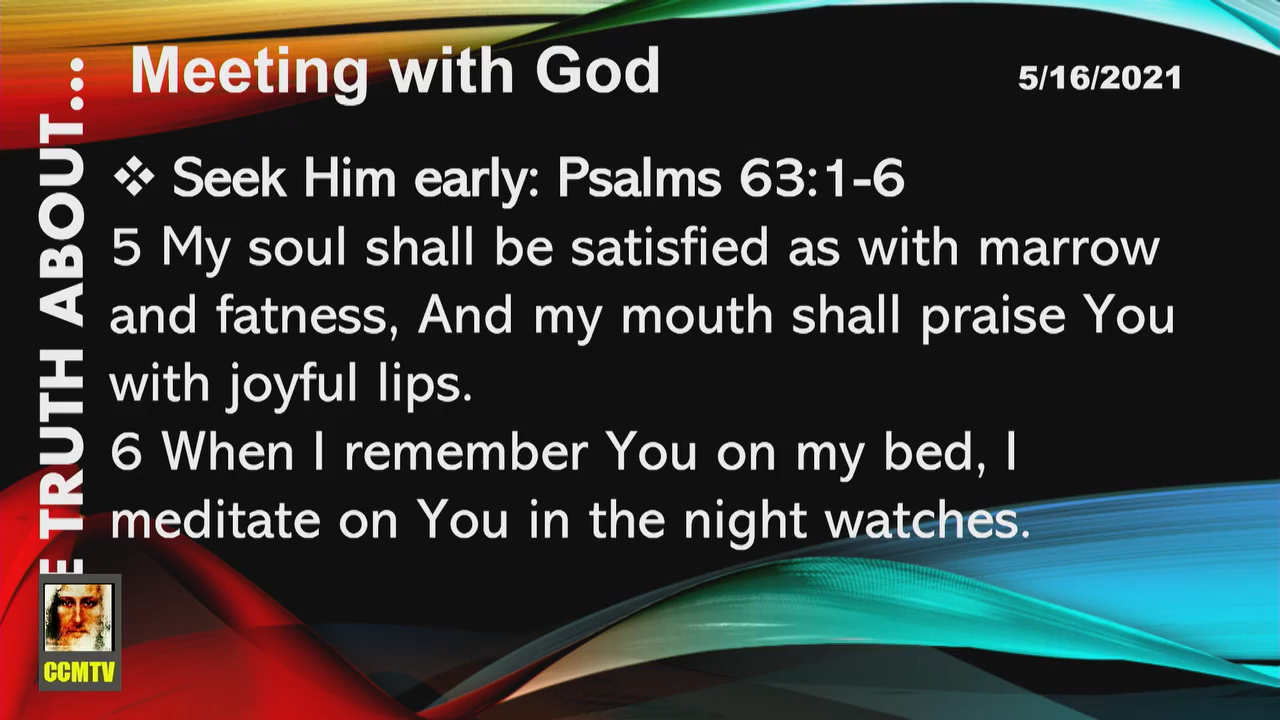 Meeting with God
5/16/2021
E TRUTH ABOUT...
❖ Seek Him early: Psalms 63:1-6
5 My soul shall be satisfied as with marrow
and fatness, And my mouth shall praise You
with joyful lips.
6 When I remember You on my bed, I
meditate on You in the night watches.
CCMTV